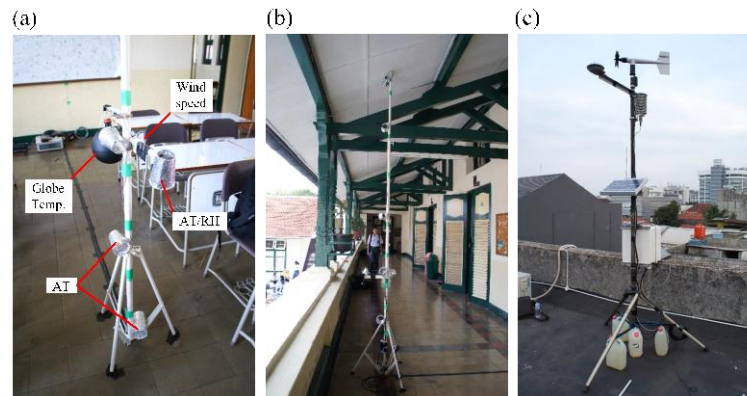 (a)
(b)
(c)
Wind
speed
Globe
Temp.
AT/RH
AT